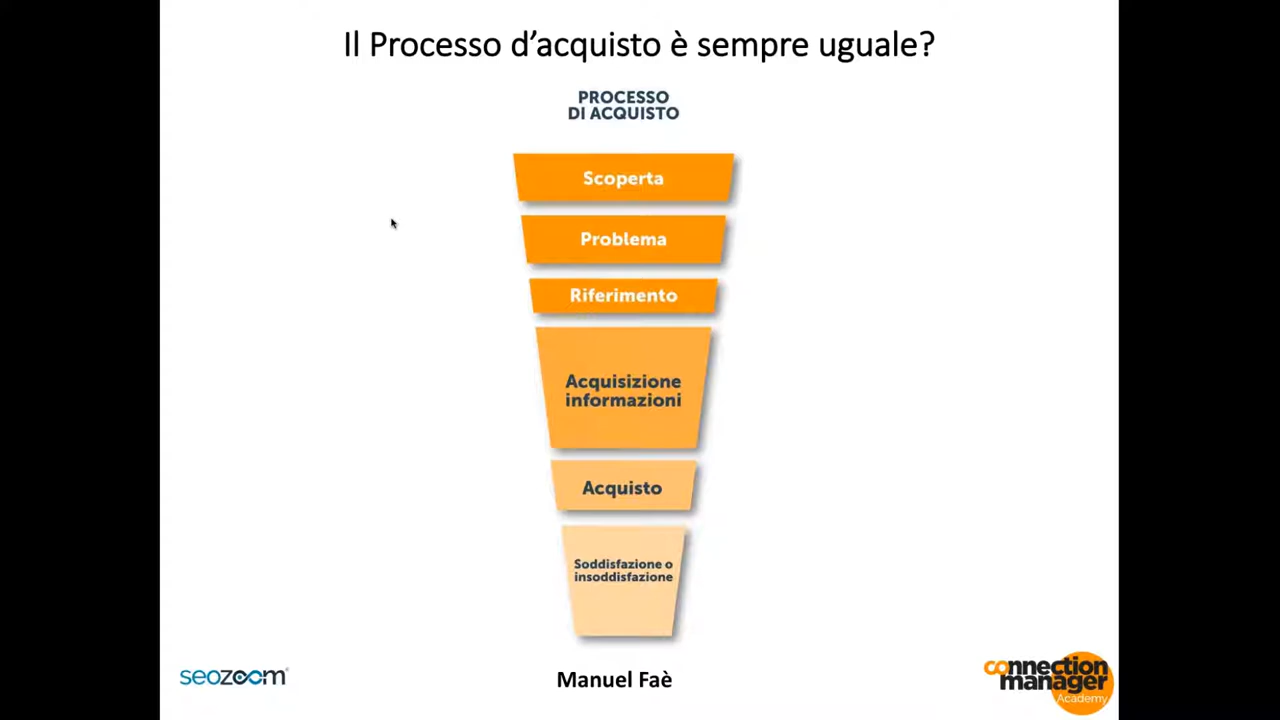 Il Processo d’acquisto è sempre uguale?
PROCESSO
DI ACQUISTO
Scoperta
Problema
Riferimento
Acquisizione
informazioni
Acquisto
Soddisfazione o
insoddisfazione
seozoom®
Manuel Faè
connection
manager
Academy